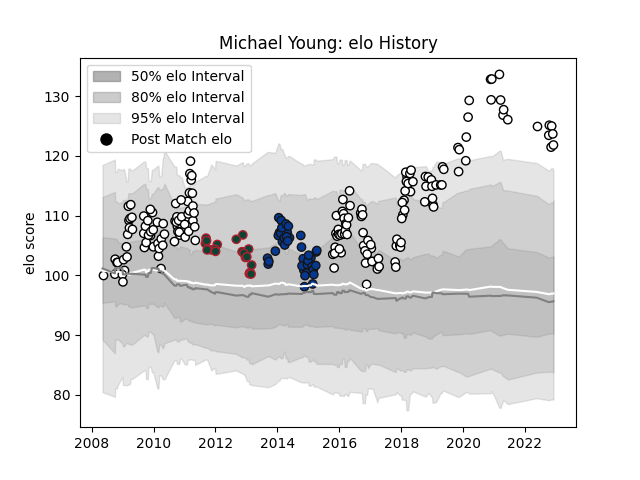 Michael Young: elo History
50% elo Interval
80% elo Interval
95% elo Interval
Post Match elo
elo score
130
120
110
100
90
80
2008 2010 2012 2014 2016 2018 2020 2022